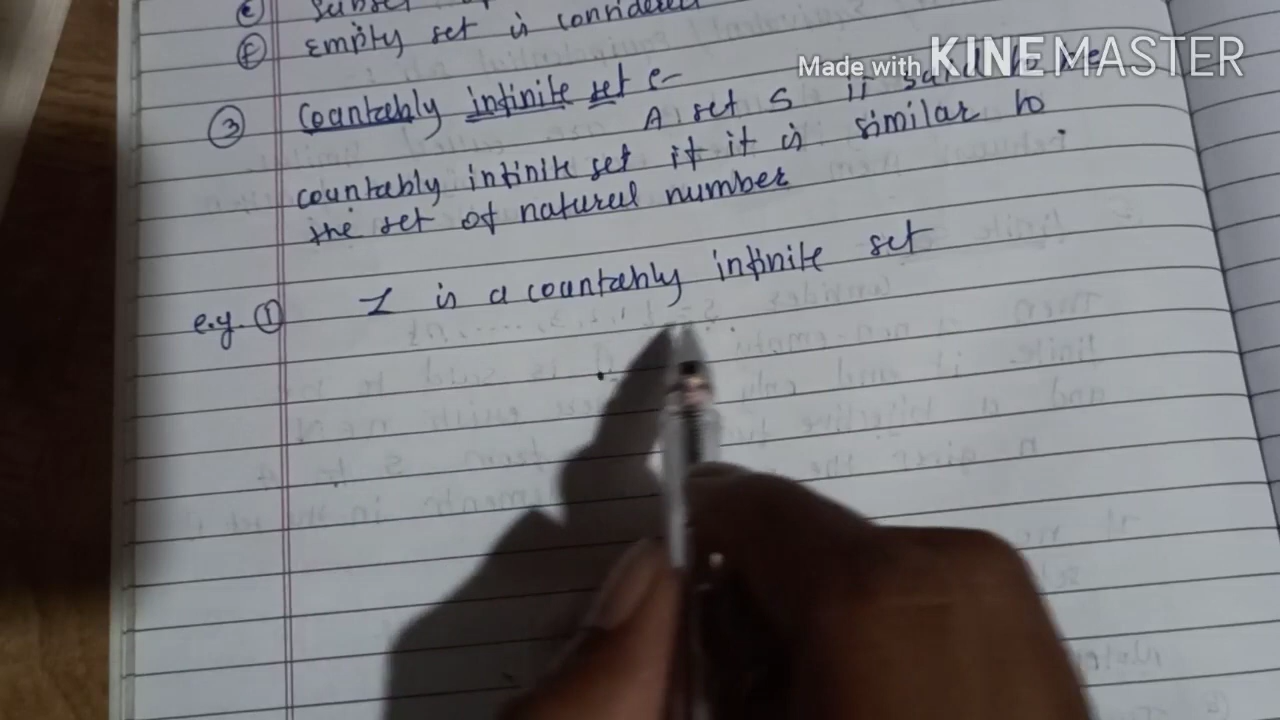 (E) subset
(F) Empty set is considered
Made with KINEMASTER
(3) Countably infinite set :-
A set S is said to be
countably infinite set if it is similar to
the set of natural number
e.g. (1) Z is a countably infinite set